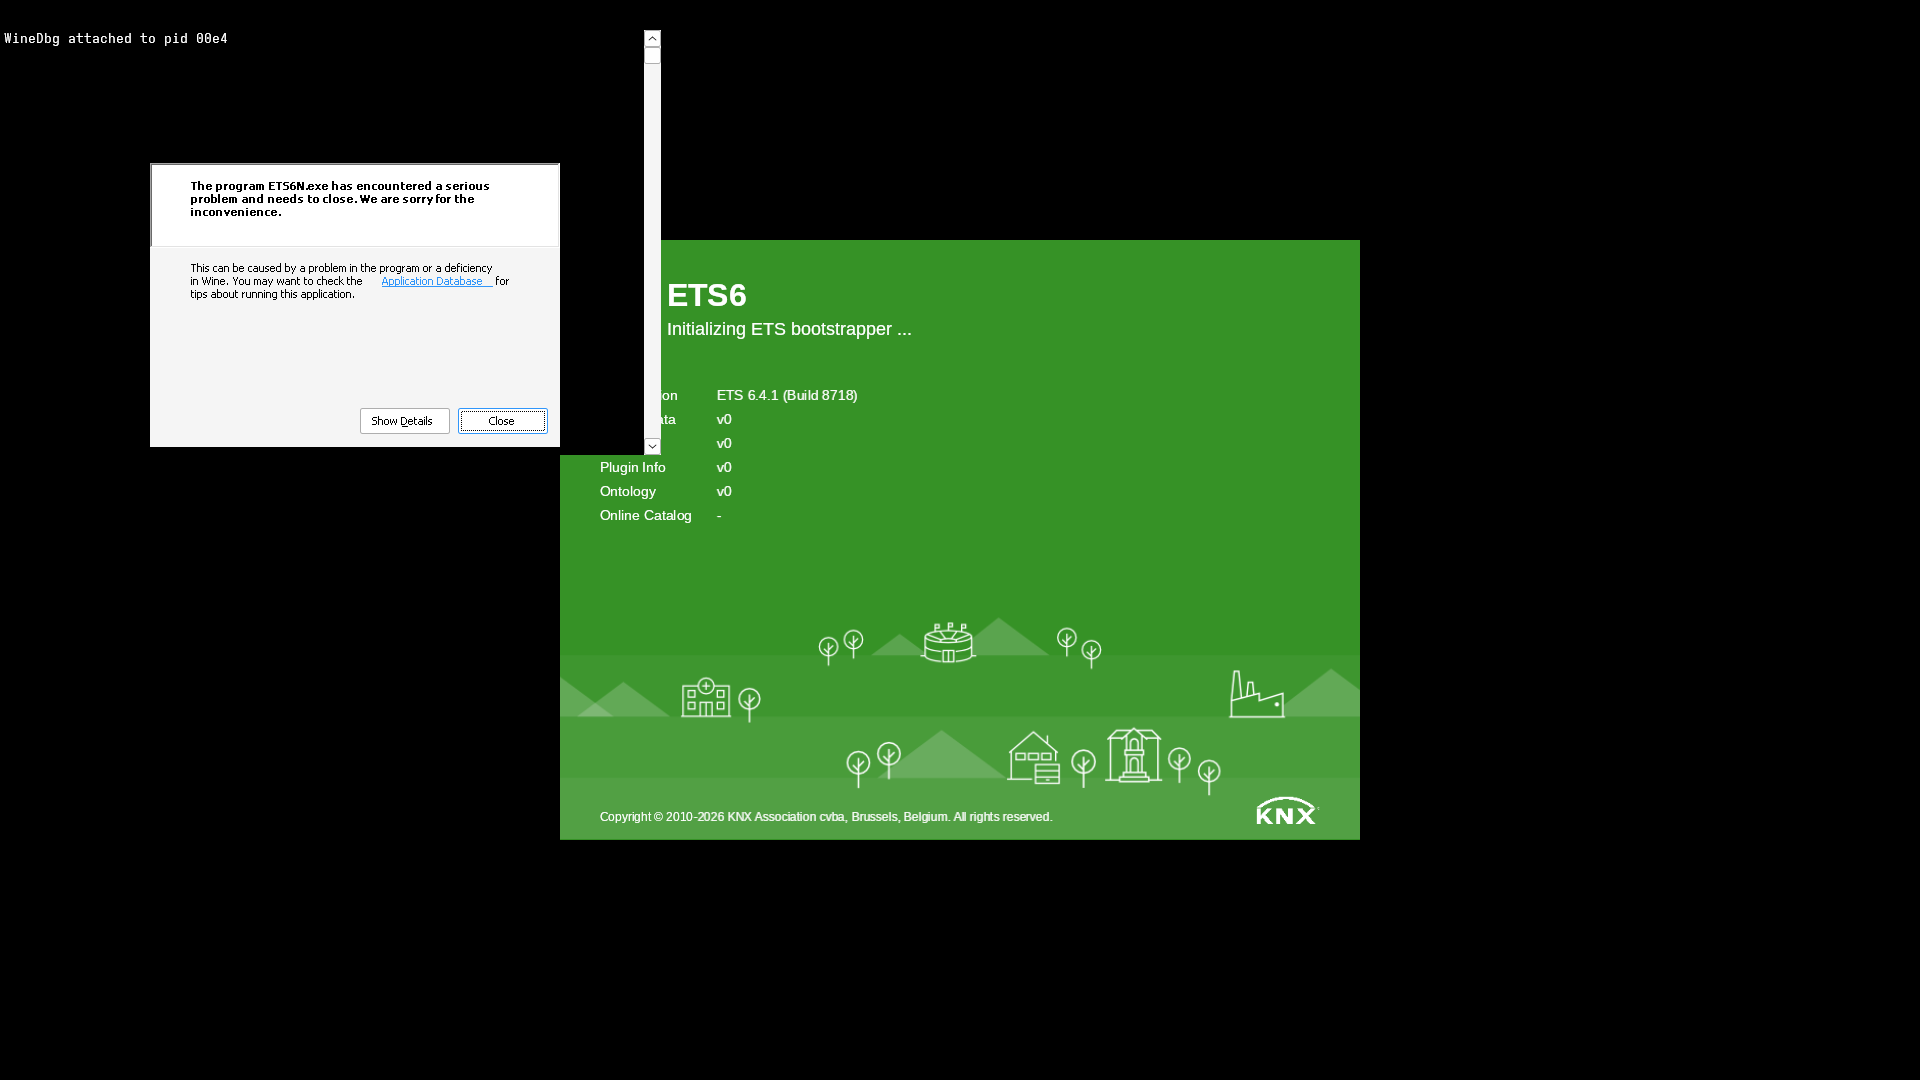 WineDbg attached to pid 00e4
The program ETS6N.exe has encountered a serious
problem and needs to close. We are sorry for the
inconvenience.
This can be caused by a problem in the program or a deficiency
in Wine. You may want to check the Application Database for
tips about running this application.
Show Details
Close
ETS6
Initializing ETS bootstrapper ...
ETS 6.4.1 (Build 8718)
v0
v0
Plugin Info v0
Ontology v0
Online Catalog -
Copyright © 2010-2026 KNX Association cvba, Brussels, Belgium. All rights reserved.
KNX